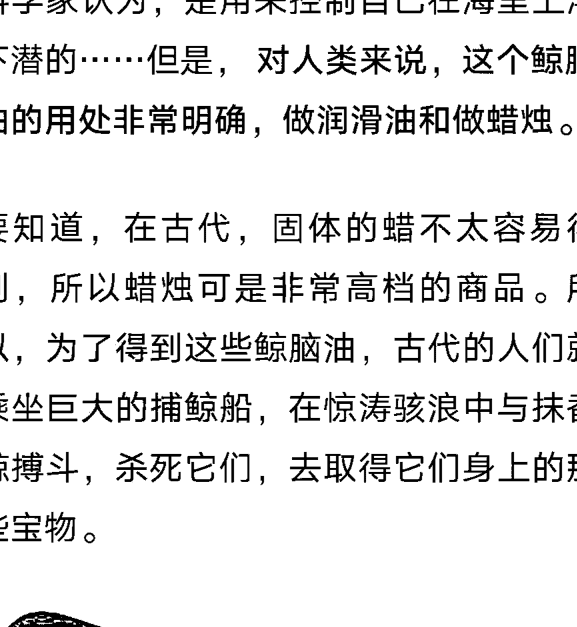 学家认为，是用来控制自己在海里上
下潜的……但是，对人类来说，这个鲸脑
油的用处非常明确，做润滑油和做蜡烛。
要知道，在古代，固体的蜡不太容易得
到，所以蜡烛可是非常高档的商品。所
以，为了得到这些鲸脑油，古代的人们就
乘坐巨大的捕鲸船，在惊涛骇浪中与抹香
鲸搏斗，杀死它们，去取得它们身上的那
些宝物。